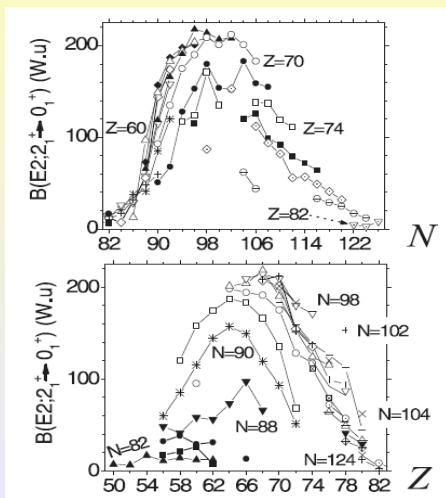 B(E2;2₁⁺→0₁⁺) (W.u)
200
100
0
Z=70
Z=60
Z=74
Z=82
82 90 98 106 114 122
N
B(E2;2₁⁺→0₁⁺) (W.u)
200
100
0
N=98
N=102
N=90
N=104
N=88
N=82
N=124
50 54 58 62 66 70 74 78 82
Z